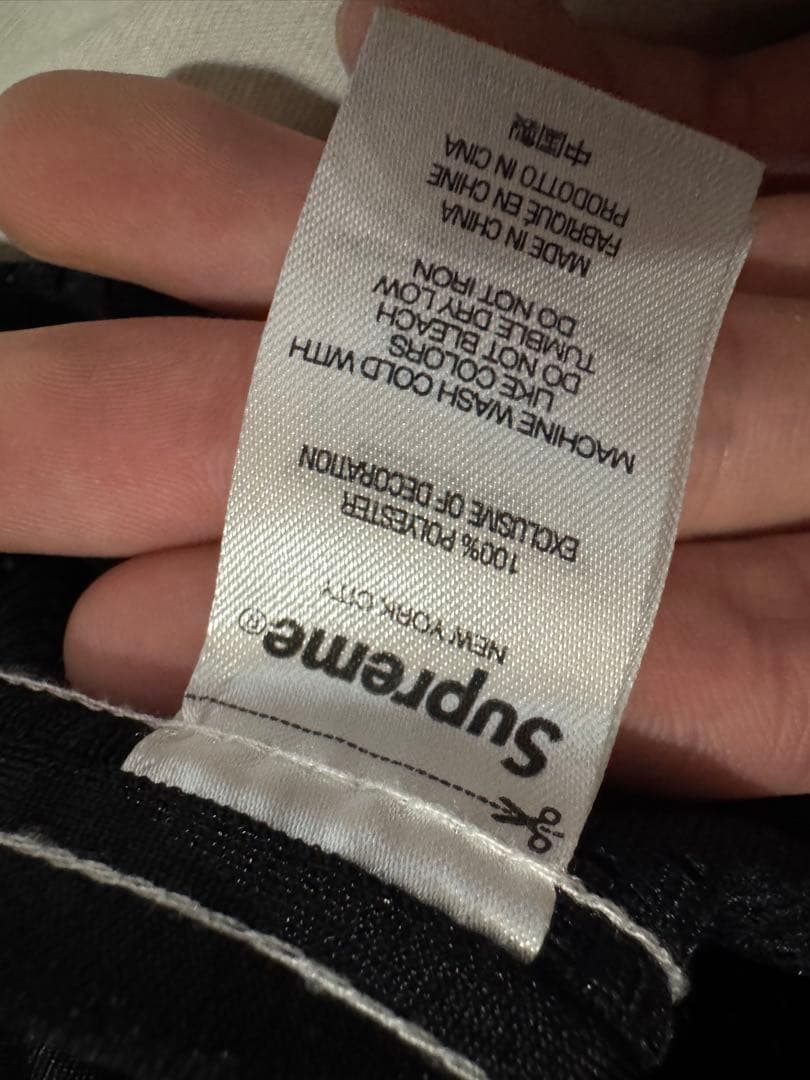 Supreme®
NEW YORK CITY
100% POLYESTER
EXCLUSIVE OF DECORATION
MACHINE WASH COLD WITH
LIKE COLORS
DO NOT BLEACH
TUMBLE DRY LOW
DO NOT IRON
MADE IN CHINA
FABRIQUÉ EN CHINE
PRODOTTO IN CINA
中国製